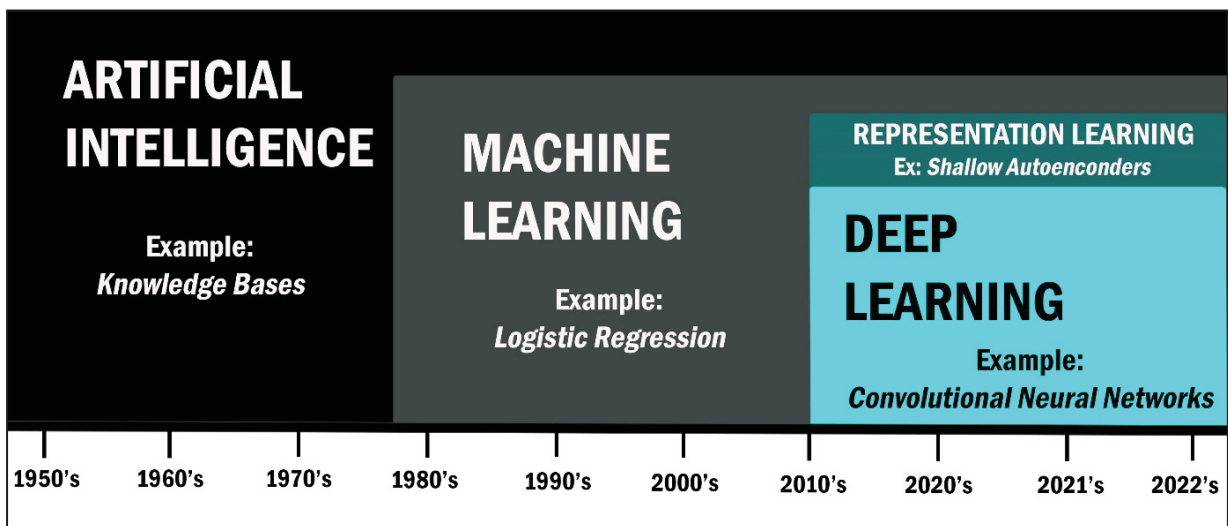 ARTIFICIAL
INTELLIGENCE
Example:
Knowledge Bases
MACHINE
LEARNING
Example:
Logistic Regression
REPRESENTATION LEARNING
Ex: Shallow Autoenconders
DEEP
LEARNING
Example:
Convolutional Neural Networks
1950's 1960's 1970's 1980's 1990's 2000's 2010's 2020's 2021's 2022's